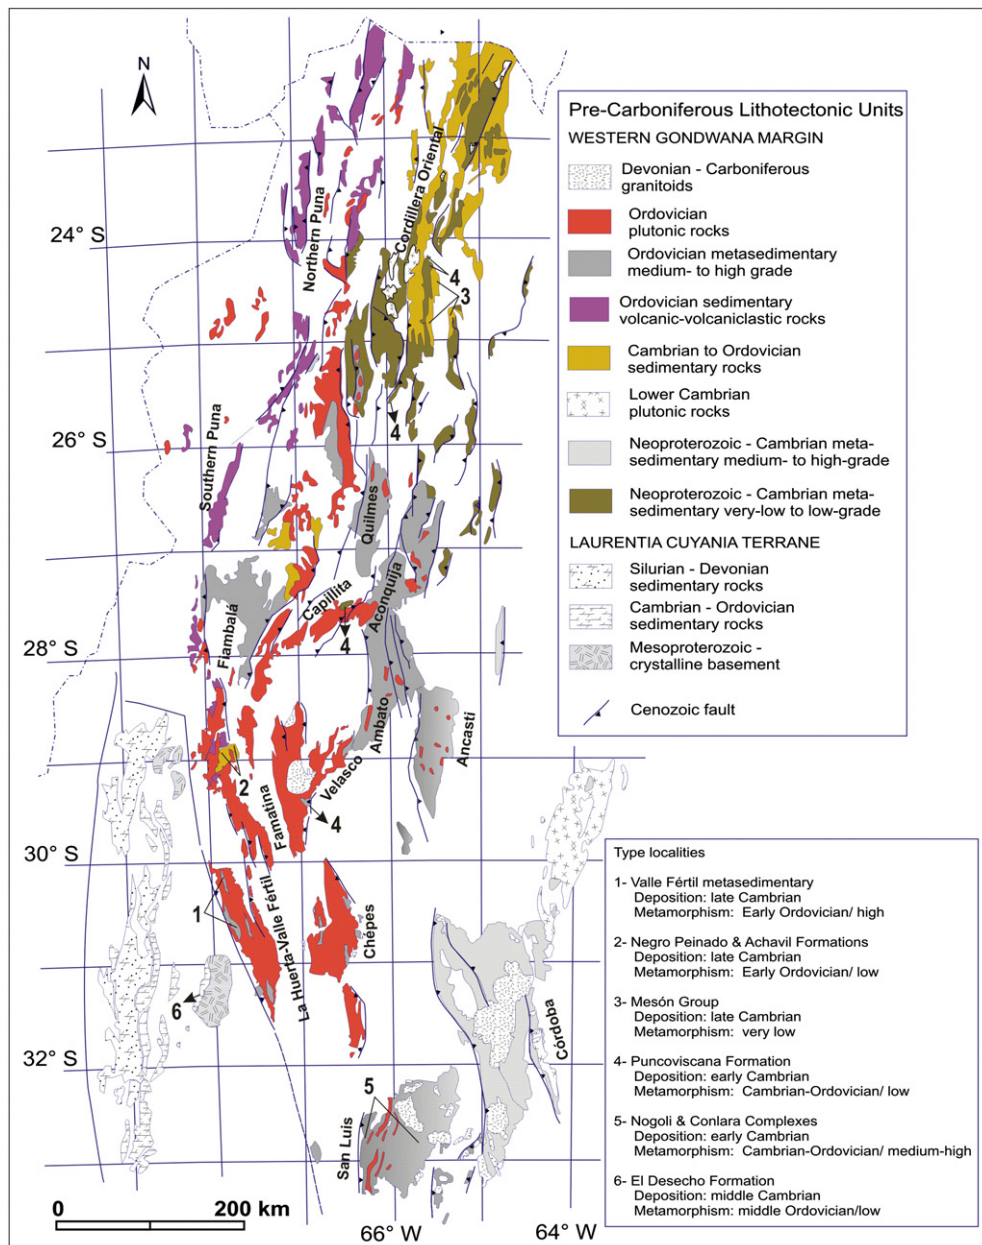 N
24° S
26° S
28° S
30° S
32° S
66° W
64° W
0
200 km
Northern Puna
Cordillera Oriental
Southern Puna
Quilmes
Capillita
Aconquija
Fiambalá
Ambato
Ancasti
Velasco
Famatina
La Huerta-Valle Fértil
Chépes
Córdoba
San Luis
4
3
4
4
2
4
1
6
5
Pre-Carboniferous Lithotectonic Units
WESTERN GONDWANA MARGIN
Devonian - Carboniferous
granitoids
Ordovician
plutonic rocks
Ordovician metasedimentary
medium- to high grade
Ordovician sedimentary
volcanic-volcaniclastic rocks
Cambrian to Ordovician
sedimentary rocks
Lower Cambrian
plutonic rocks
Neoproterozoic - Cambrian meta-
sedimentary medium- to high-grade
Neoproterozoic - Cambrian meta-
sedimentary very-low to low-grade
LAURENTIA CUYANIA TERRANE
Silurian - Devonian
sedimentary rocks
Cambrian - Ordovician
sedimentary rocks
Mesoproterozoic -
crystalline basement
Cenozoic fault
Type localities
1- Valle Fértil metasedimentary
Deposition: late Cambrian
Metamorphism: Early Ordovician/ high
2- Negro Peinado & Achavil Formations
Deposition: late Cambrian
Metamorphism: Early Ordovician/ low
3- Mesón Group
Deposition: late Cambrian
Metamorphism: very low
4- Puncoviscana Formation
Deposition: early Cambrian
Metamorphism: Cambrian-Ordovician/ low
5- Nogoli & Conlara Complexes
Deposition: early Cambrian
Metamorphism: Cambrian-Ordovician/ medium-high
6- El Desecho Formation
Deposition: middle Cambrian
Metamorphism: middle Ordovician/low